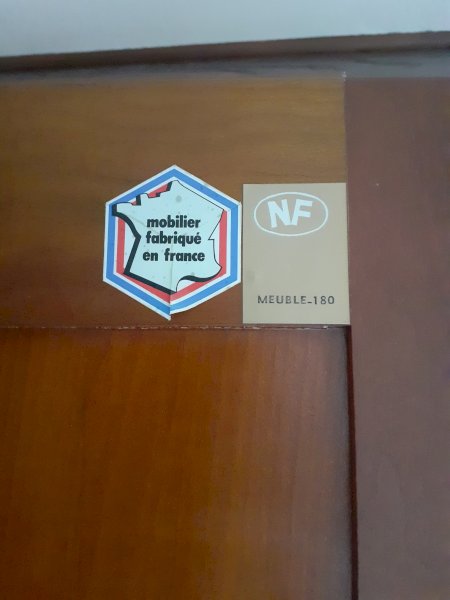 mobilier
fabriqué
en france
NF
MEUBLE-180